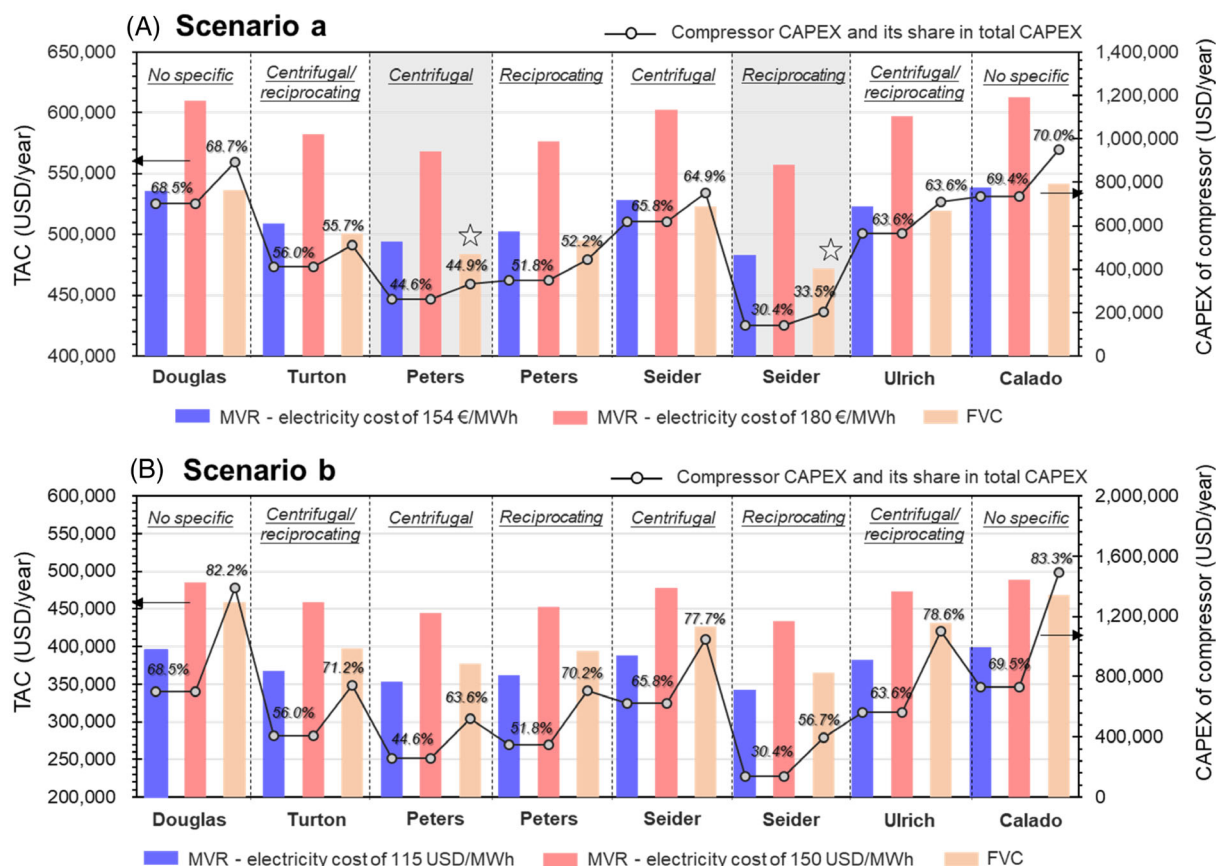 (A) Scenario a
Compressor CAPEX and its share in total CAPEX
650,000
600,000
550,000
500,000
450,000
400,000
TAC (USD/year)
1,400,000
1,200,000
1,000,000
800,000
600,000
400,000
200,000
0
CAPEX of compressor (USD/year)
No specific
Centrifugal/
reciprocating
Centrifugal
Reciprocating
Centrifugal
Reciprocating
Centrifugal/
reciprocating
No specific
68.5%
68.7%
56.0%
55.7%
44.6%
44.9%
51.8%
52.2%
65.8%
64.9%
30.4%
33.5%
63.6%
63.6%
69.4%
70.0%
Douglas Turton Peters Peters Seider Seider Ulrich Calado
MVR - electricity cost of 154 €/MWh MVR - electricity cost of 180 €/MWh FVC
(B) Scenario b
Compressor CAPEX and its share in total CAPEX
600,000
550,000
500,000
450,000
400,000
350,000
300,000
250,000
200,000
TAC (USD/year)
2,000,000
1,600,000
1,200,000
800,000
400,000
0
CAPEX of compressor (USD/year)
No specific
Centrifugal/
reciprocating
Centrifugal
Reciprocating
Centrifugal
Reciprocating
Centrifugal/
reciprocating
No specific
68.5%
82.2%
56.0%
71.2%
44.6%
63.6%
51.8%
70.2%
65.8%
77.7%
30.4%
56.7%
63.6%
78.6%
69.5%
83.3%
Douglas Turton Peters Peters Seider Seider Ulrich Calado
MVR - electricity cost of 115 USD/MWh MVR - electricity cost of 150 USD/MWh FVC